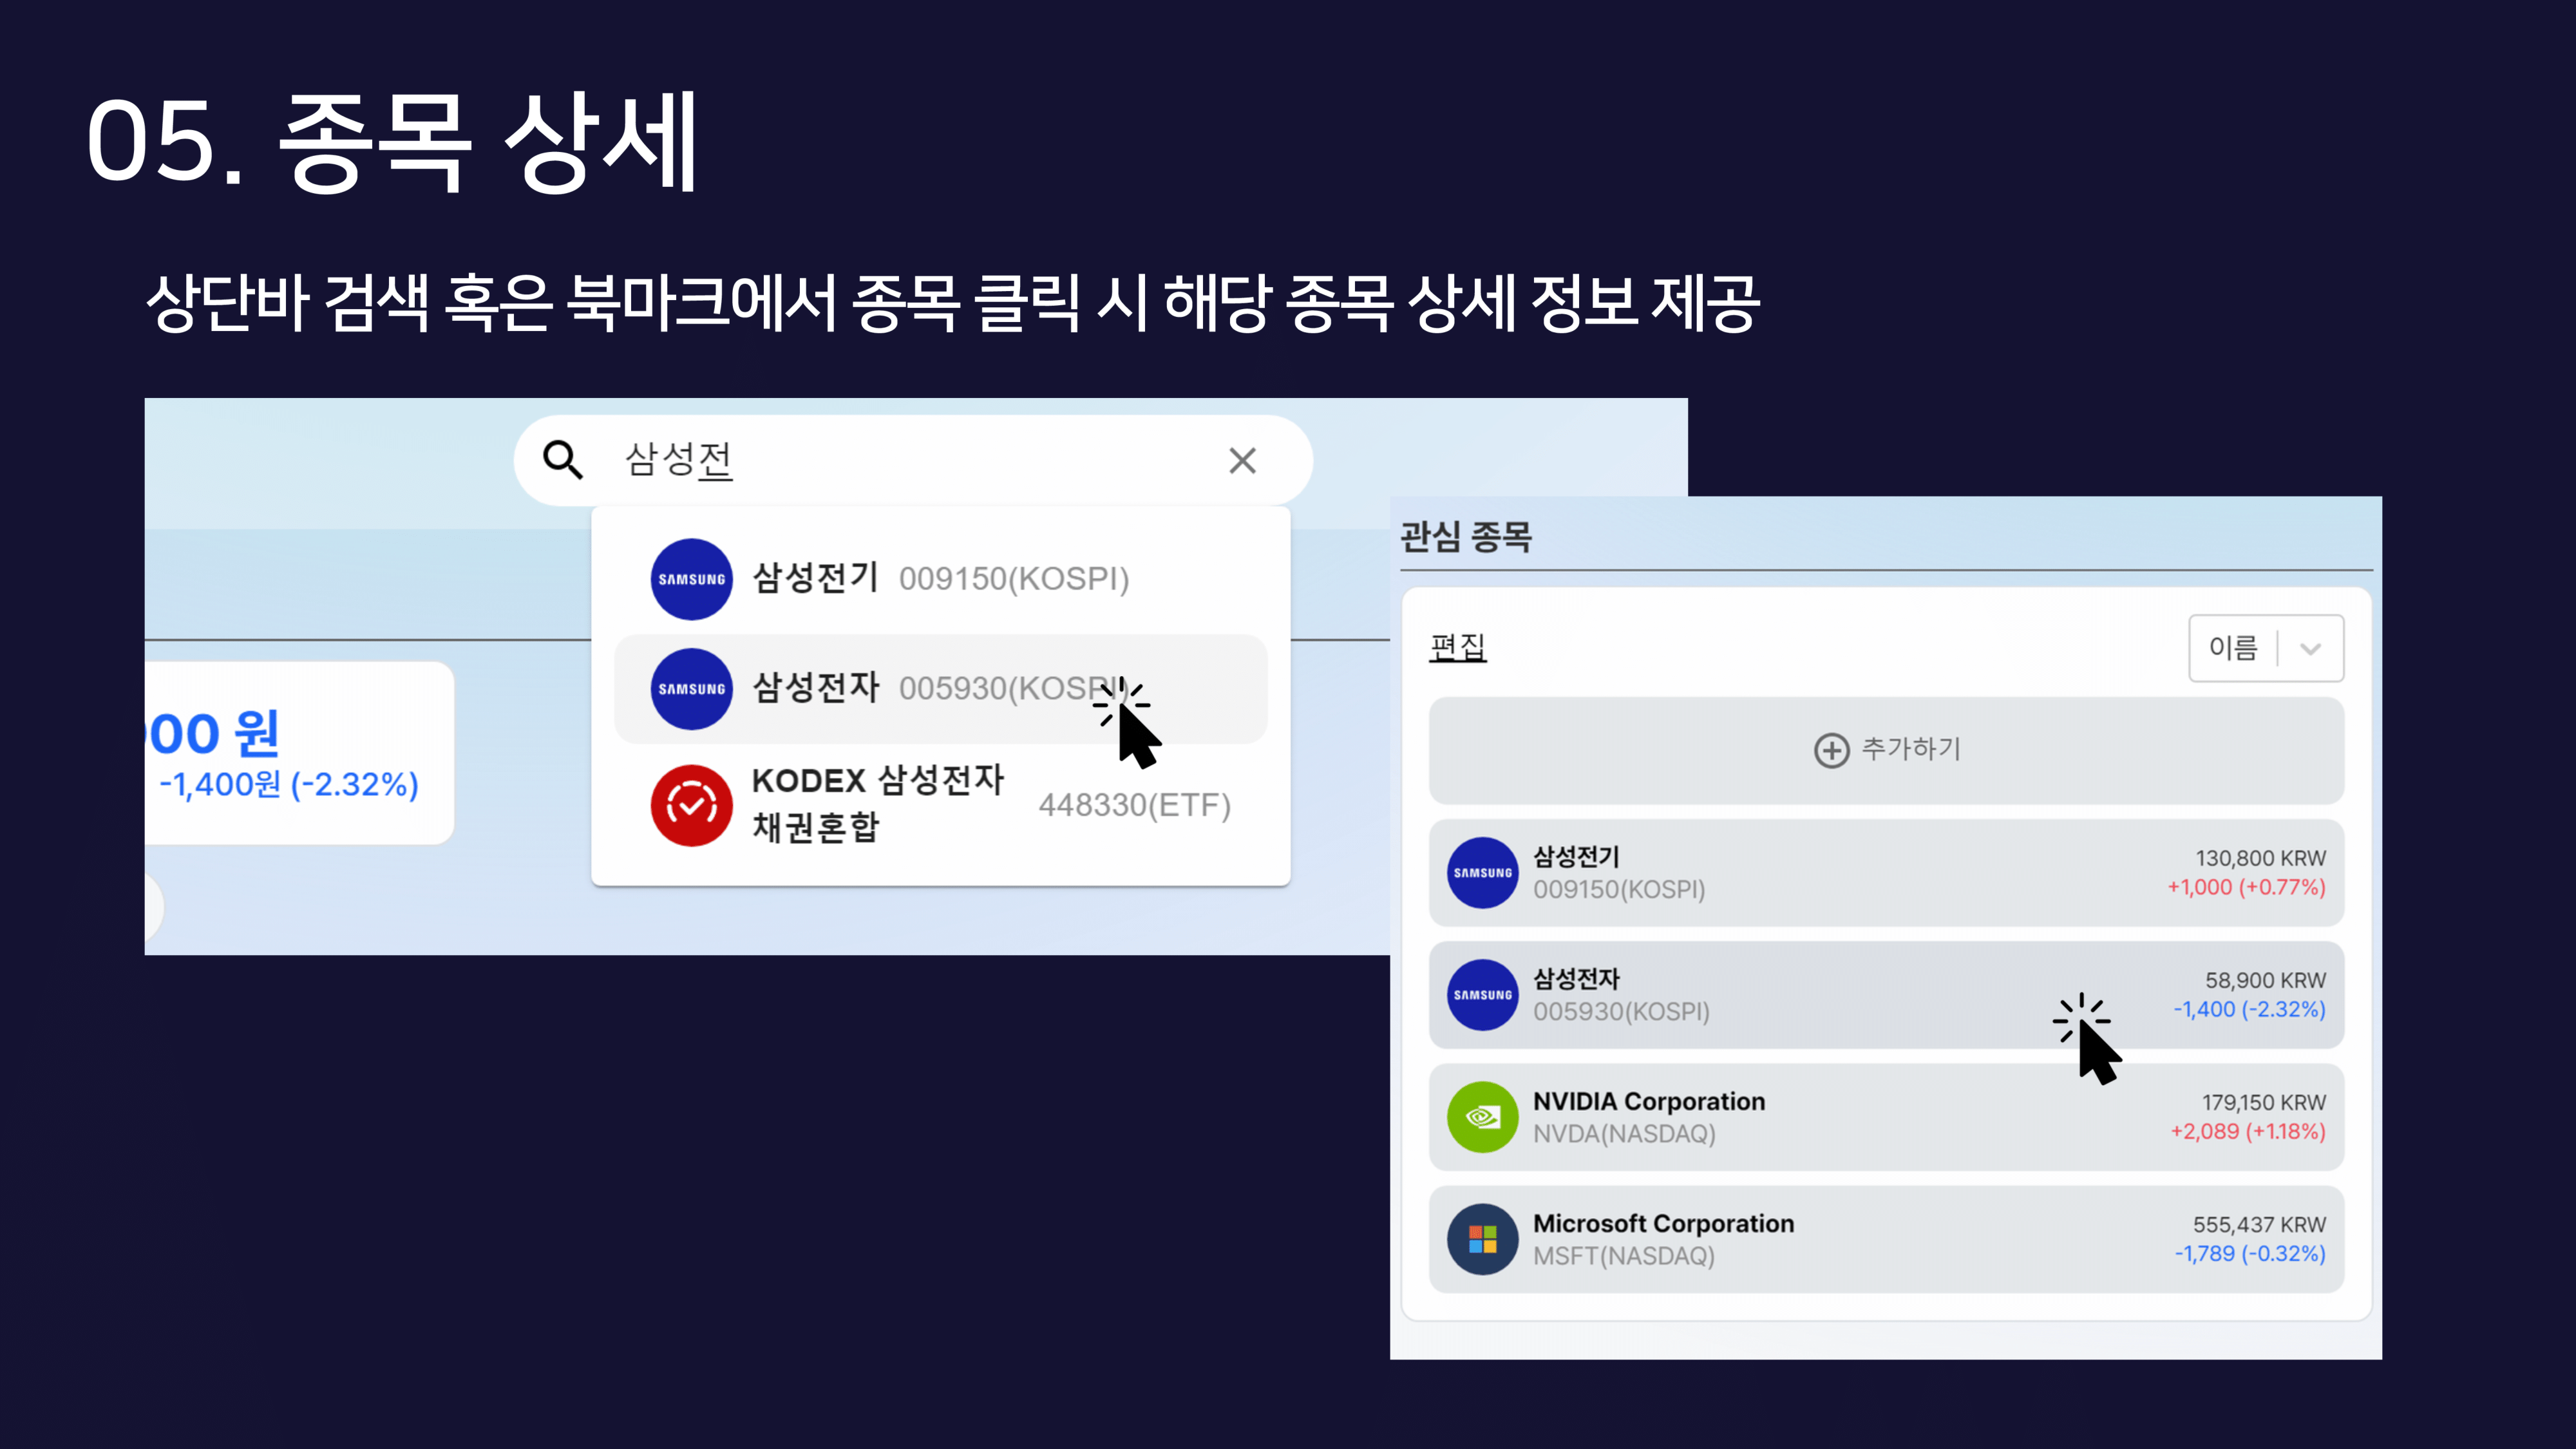 05. 종목 상세
상단바 검색 혹은 북마크에서 종목 클릭 시 해당 종목 상세 정보 제공
삼성전
SAMSUNG 삼성전기 009150(KOSPI)
SAMSUNG 삼성전자 005930(KOSPI)
KODEX 삼성전자
채권혼합
448330(ETF)
00 원
-1,400원 (-2.32%)
관심 종목
편집
이름
추가하기
SAMSUNG
삼성전기
009150(KOSPI)
130,800 KRW
+1,000 (+0.77%)
SAMSUNG
삼성전자
005930(KOSPI)
58,900 KRW
-1,400 (-2.32%)
NVIDIA Corporation
NVDA(NASDAQ)
179,150 KRW
+2,089 (+1.18%)
Microsoft Corporation
MSFT(NASDAQ)
555,437 KRW
-1,789 (-0.32%)